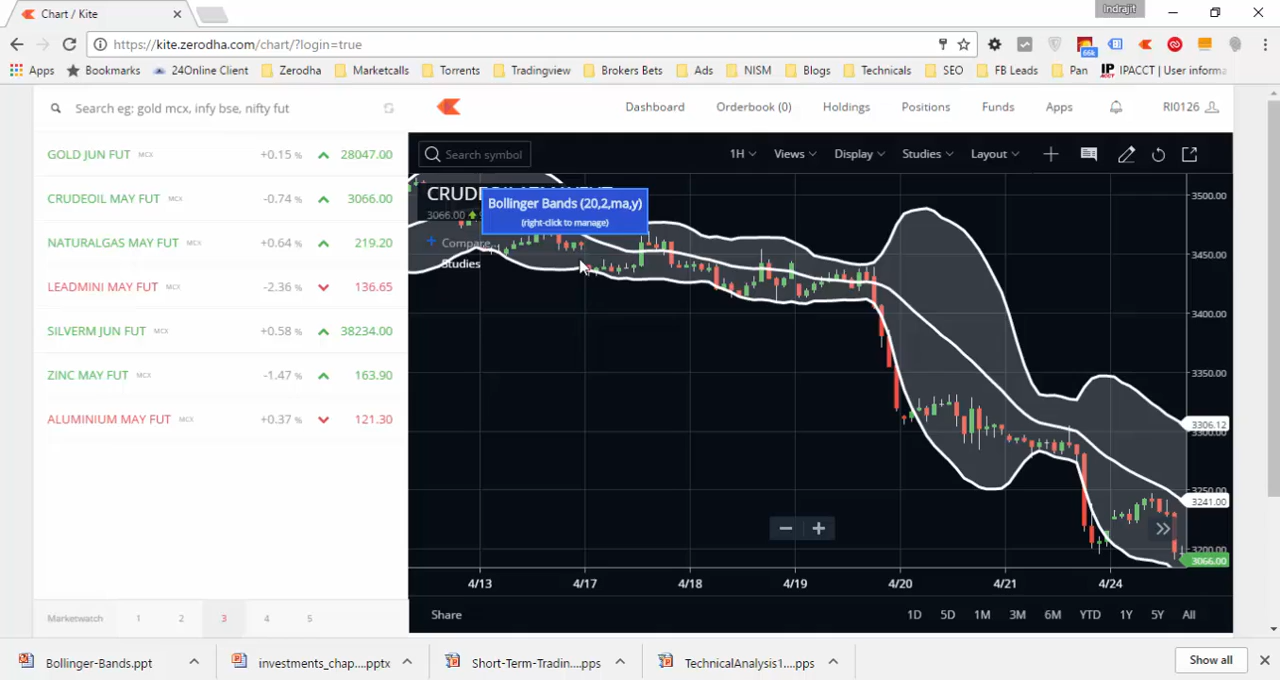 Chart / Kite
Indrajit
https://kite.zerodha.com/chart/?login=true
66k
Apps Bookmarks 24Online Client Zerodha Marketcalls Torrents Tradingview Brokers Bets Ads NISM Blogs Technicals SEO FB Leads Pan IPACCT | User informa
Search eg: gold mcx, infy bse, nifty fut
Dashboard Orderbook (0) Holdings Positions Funds Apps RI0126
GOLD JUN FUT MCX +0.15 % 28047.00
CRUDEOIL MAY FUT MCX -0.74 % 3066.00
NATURALGAS MAY FUT MCX +0.64 % 219.20
LEADMINI MAY FUT MCX -2.36 % 136.65
SILVERM JUN FUT MCX +0.58 % 38234.00
ZINC MAY FUT MCX -1.47 % 163.90
ALUMINIUM MAY FUT MCX +0.37 % 121.30
Marketwatch 1 2 3 4 5
Search symbol 1H Views Display Studies Layout
3066.00
Bollinger Bands (20,2,ma,y)
(right-click to manage)
Compare
Studies
3500.00
3450.00
3400.00
3350.00
3306.12
3300.00
3250.00
3241.00
3200.00
3066.00
4/13 4/17 4/18 4/19 4/20 4/21 4/24
Share 1D 5D 1M 3M 6M YTD 1Y 5Y All
Bollinger-Bands.ppt investments_chap....pptx Short-Term-Tradin....pps TechnicalAnalysis1....pps Show all